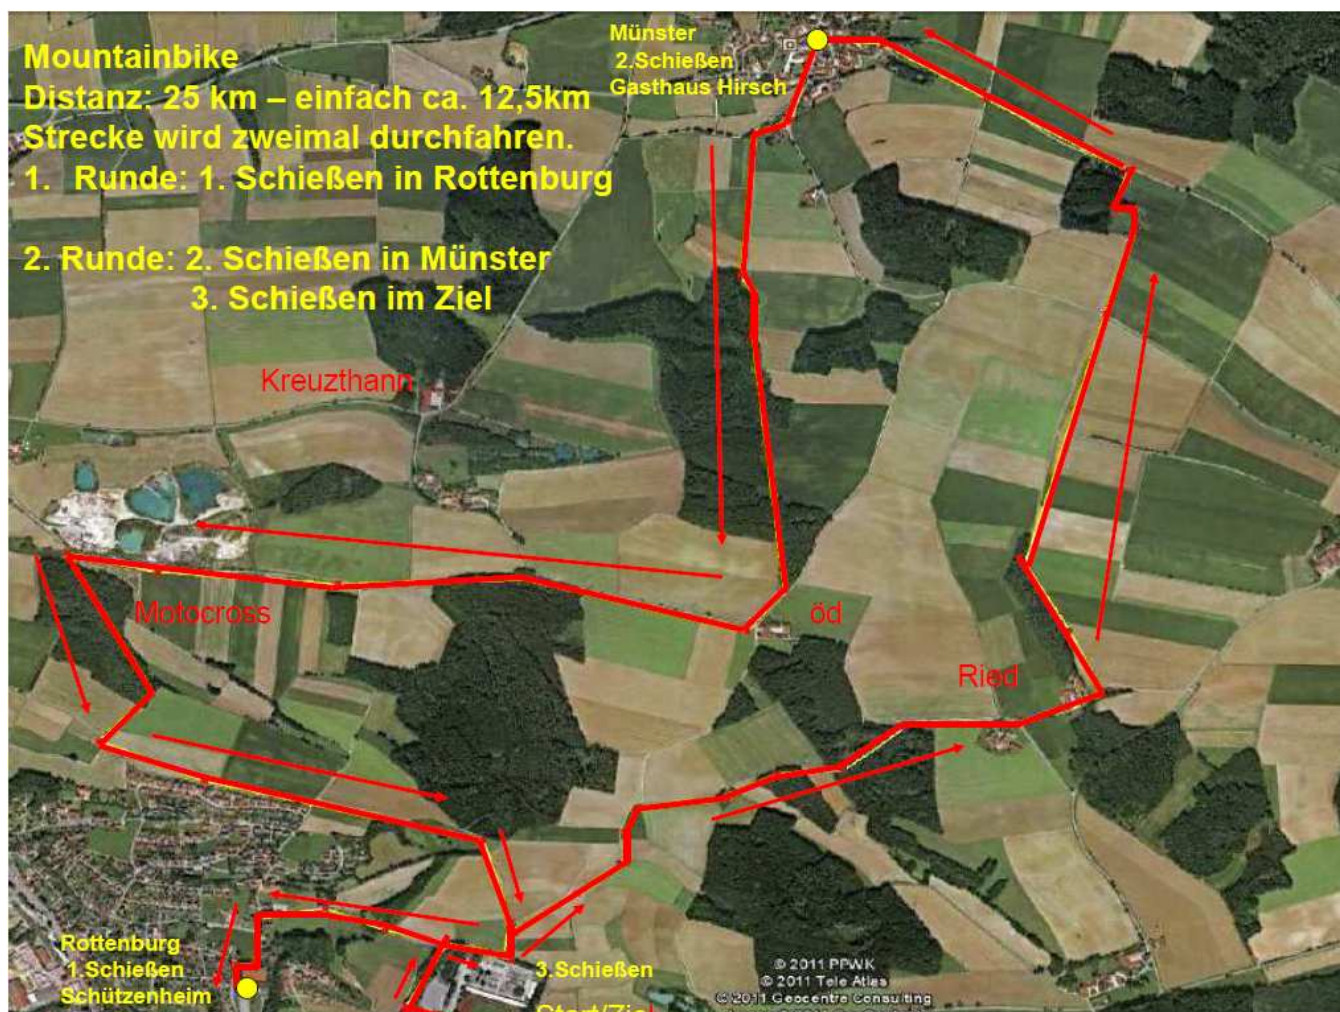 Mountainbike
Distanz: 25 km – einfach ca. 12,5km
Strecke wird zweimal durchfahren.
1. Runde: 1. Schießen in Rottenburg
2. Runde: 2. Schießen in Münster
3. Schießen im Ziel
Münster
2.Schießen
Gasthaus Hirsch
Kreuzthann
Motocross
öd
Ried
Rottenburg
1.Schießen
Schützenheim
3.Schießen
Start/Ziel
© 2011 PPWK
© 2011 Tele Atlas
© 2011 Geocentre Consulting